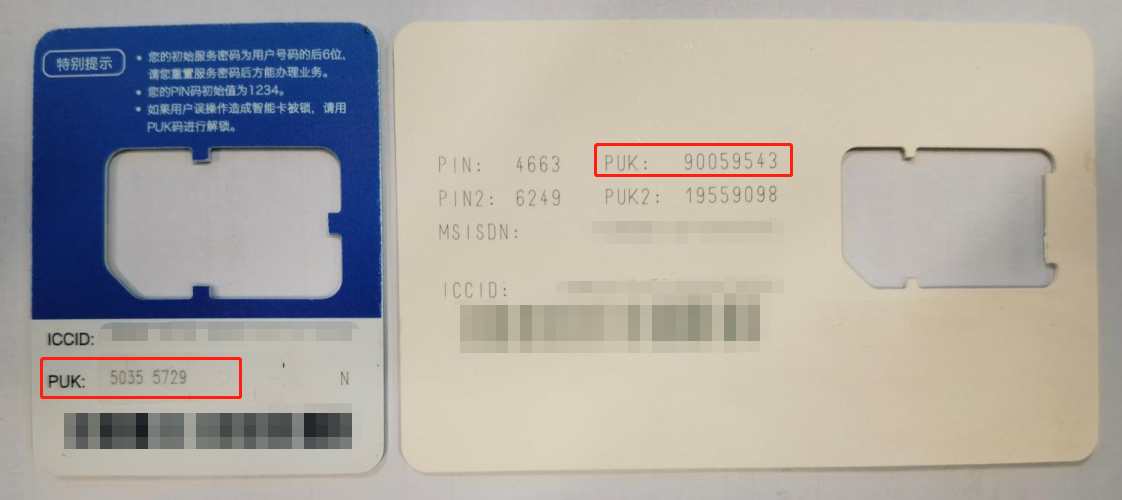 特别提示
• 您的初始服务密码为用户号码的后6位,
请您重置服务密码后方能办理业务。
• 您的PIN码初始值为1234。
• 如果用户误操作造成智能卡被锁, 请用
PUK码进行解锁。
ICCID:
PUK: 5035 5729 N
PIN: 4663 PUK: 90059543
PIN2: 6249 PUK2: 19559098
MSISDN:
ICCID: